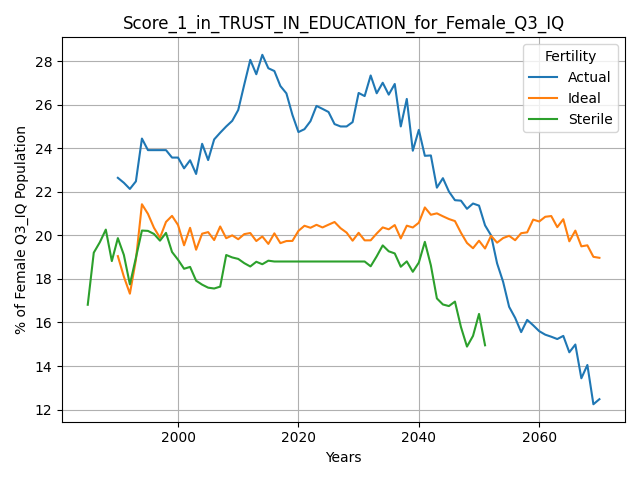 Score_1_in_TRUST_IN_EDUCATION_for_Female_Q3_IQ
Fertility
Actual
Ideal
Sterile
% of Female Q3_IQ Population
28
26
24
22
20
18
16
14
12
2000
2020
2040
2060
Years